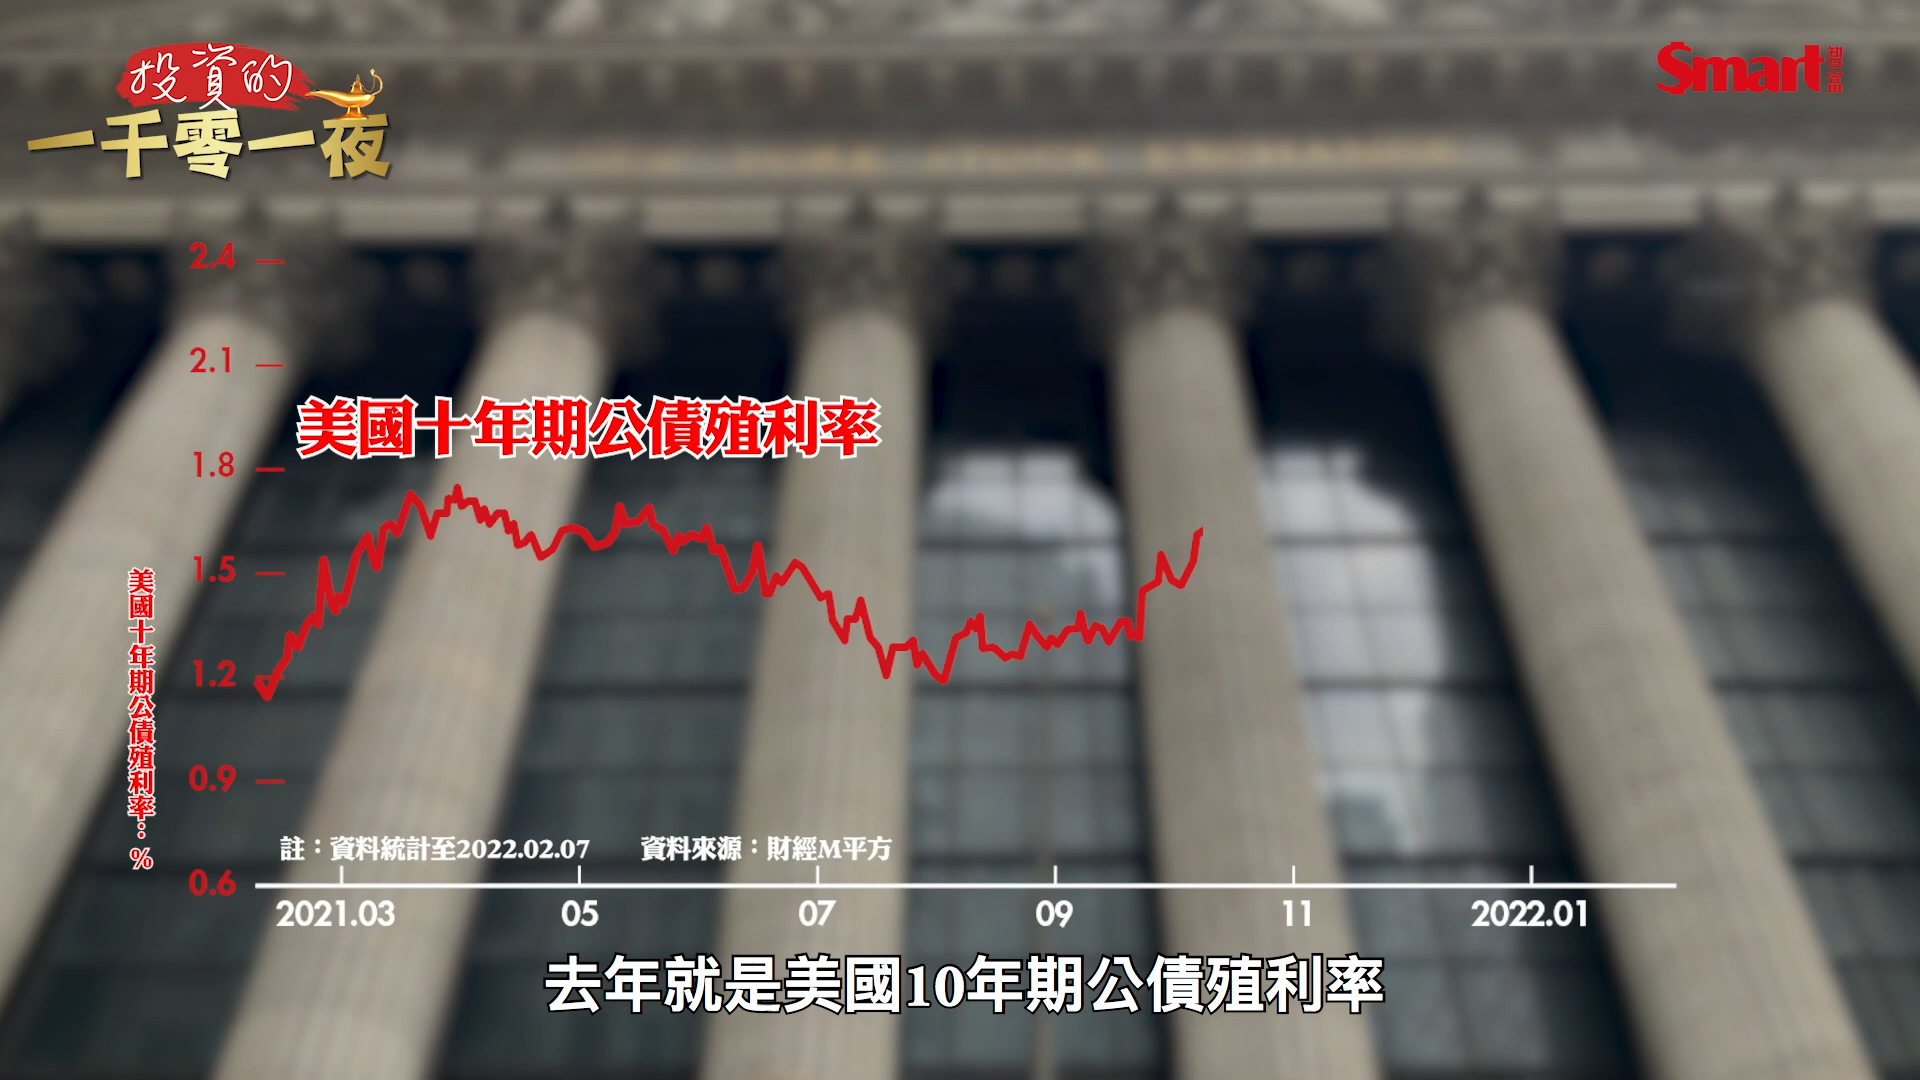 投資的
一千零一夜
Smart 智富
2.4
2.1
美國十年期公債殖利率
1.8
1.5
1.2
0.9
0.6
美國十年期公債殖利率：%
註：資料統計至2022.02.07
資料來源：財經M平方
2021.03 05 07 09 11 2022.01
去年就是美國10年期公債殖利率